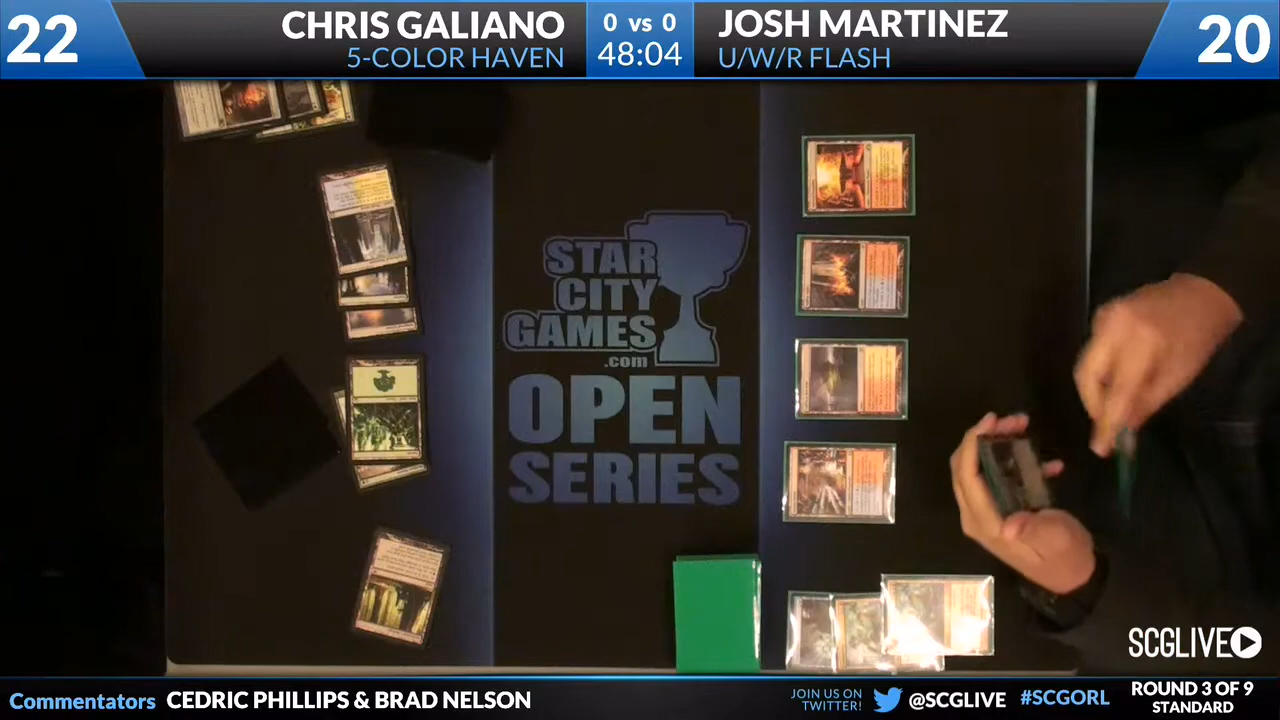 22
CHRIS GALIANO
5-COLOR HAVEN
0 vs 0
48:04
JOSH MARTINEZ
U/W/R FLASH
20
STAR
CITY
GAMES
.com
OPEN
SERIES
SCGLIVE
Commentators CEDRIC PHILLIPS & BRAD NELSON
JOIN US ON
TWITTER!
@SCGLIVE
#SCGORL
ROUND 3 OF 9
STANDARD